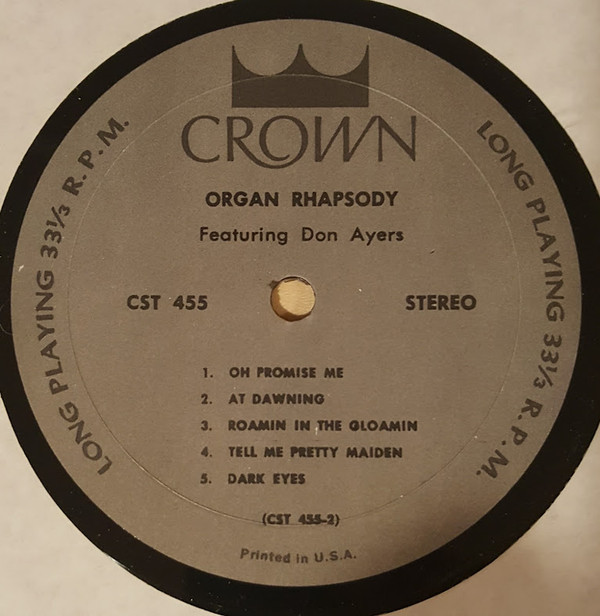 CROWN
ORGAN RHAPSODY
Featuring Don Ayers
CST 455
STEREO
1. OH PROMISE ME
2. AT DAWNING
3. ROAMIN IN THE GLOAMIN
4. TELL ME PRETTY MAIDEN
5. DARK EYES
(CST 455-2)
Printed in U.S.A.
LONG PLAYING 33⅓ R.P.M.
LONG PLAYING 33⅓ R.P.M.